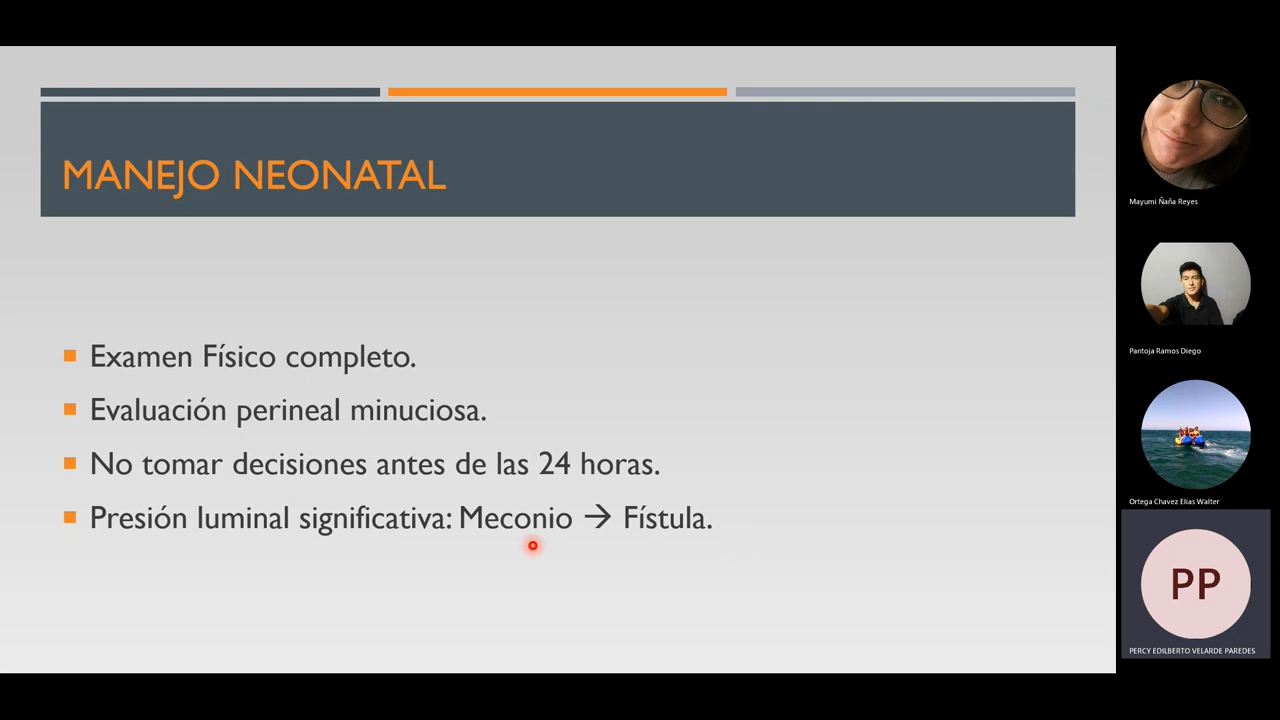 MANEJO NEONATAL
Examen Físico completo.
Evaluación perineal minuciosa.
No tomar decisiones antes de las 24 horas.
Presión luminal significativa: Meconio → Fístula.
Mayumi Ñaña Reyes
Pantoja Ramos Diego
Ortega Chavez Elias Walter
PP
PERCY EDILBERTO VELARDE PAREDES